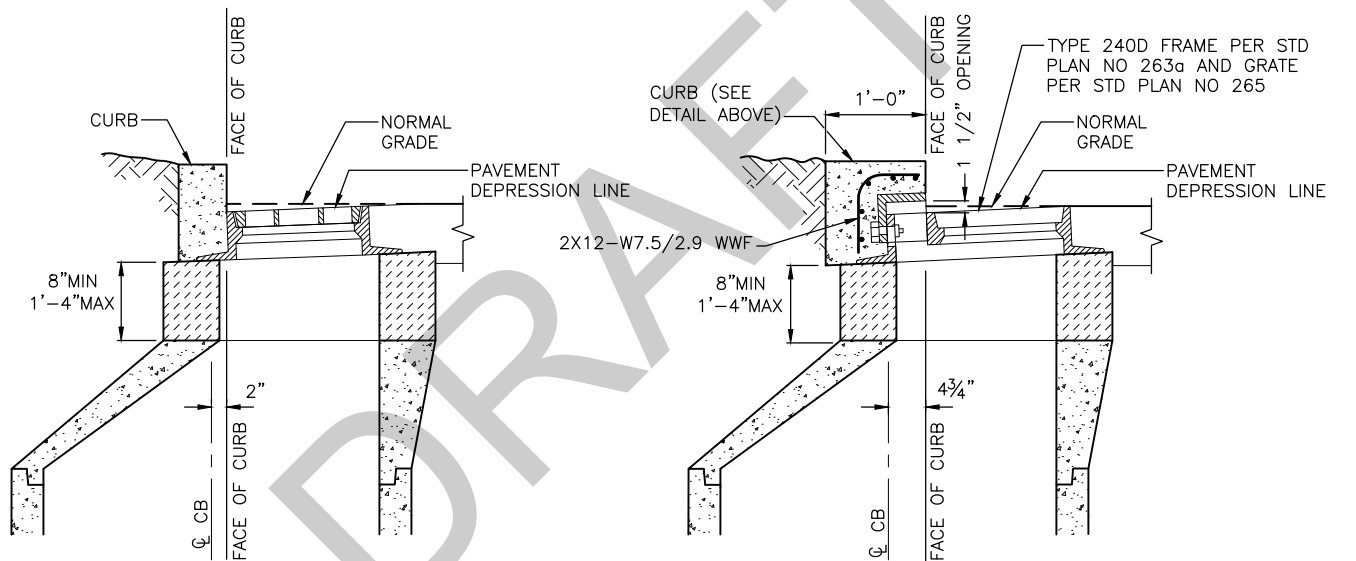 FACE OF CURB
CURB
NORMAL
GRADE
PAVEMENT
DEPRESSION LINE
8"MIN
1'-4"MAX
2"
℄ CB
FACE OF CURB
FACE OF CURB
1 1/2" OPENING
TYPE 240D FRAME PER STD
PLAN NO 263a AND GRATE
PER STD PLAN NO 265
CURB (SEE
DETAIL ABOVE)
1'-0"
NORMAL
GRADE
PAVEMENT
DEPRESSION LINE
2X12-W7.5/2.9 WWF
8"MIN
1'-4"MAX
4¾"
℄ CB
FACE OF CURB
DRAFT